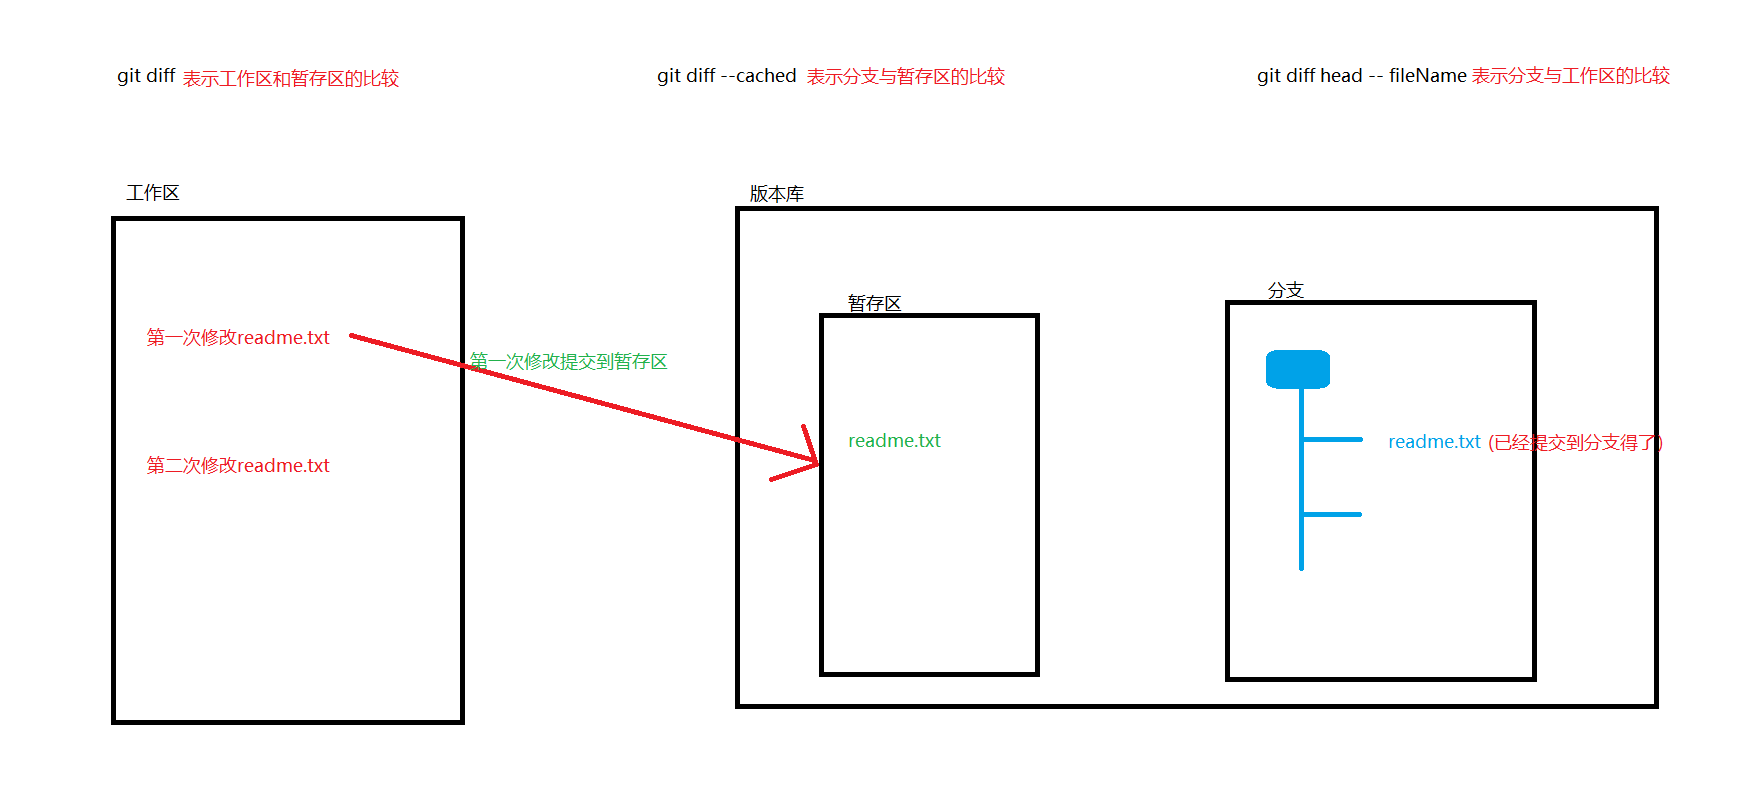 git diff 表示工作区和暂存区的比较
git diff --cached 表示分支与暂存区的比较
git diff head -- fileName 表示分支与工作区的比较
工作区
版本库
分支
暂存区
第一次修改readme.txt
第一次修改提交到暂存区
readme.txt
readme.txt (已经提交到分支得了)
第二次修改readme.txt